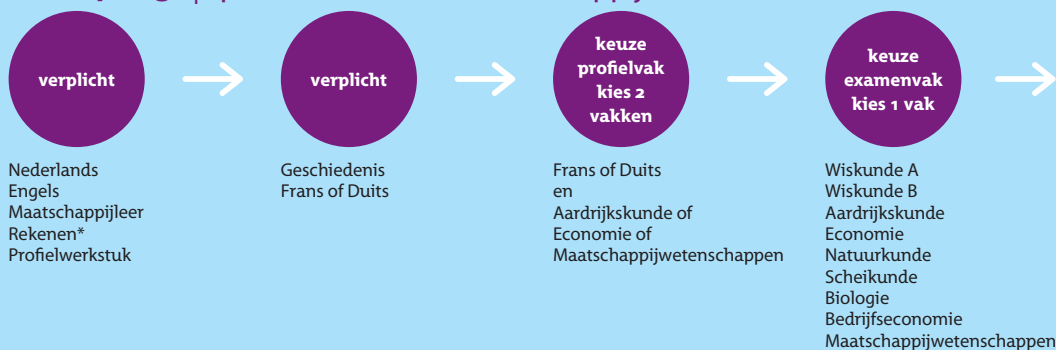 verplicht
Nederlands
Engels
Maatschappijleer
Rekenen*
Profielwerkstuk
verplicht
Geschiedenis
Frans of Duits
keuze
profielvak
kies 2
vakken
Frans of Duits
en
Aardrijkskunde of
Economie of
Maatschappijwetenschappen
keuze
examenvak
kies 1 vak
Wiskunde A
Wiskunde B
Aardrijkskunde
Economie
Natuurkunde
Scheikunde
Biologie
Bedrijfseconomie
Maatschappijwetenschappen